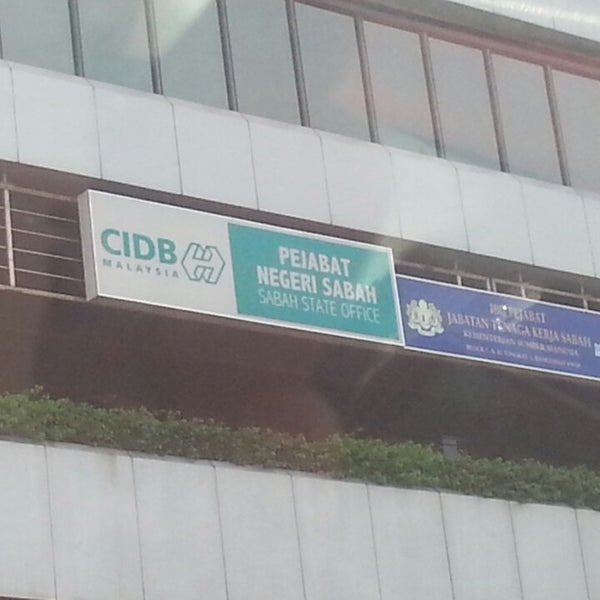 CIDB
MALAYSIA
PEJABAT
NEGERI SABAH
SABAH STATE OFFICE
PEJABAT
JABATAN TENAGA KERJA SABAH
KEMENTERIAN SUMBER MANUSIA